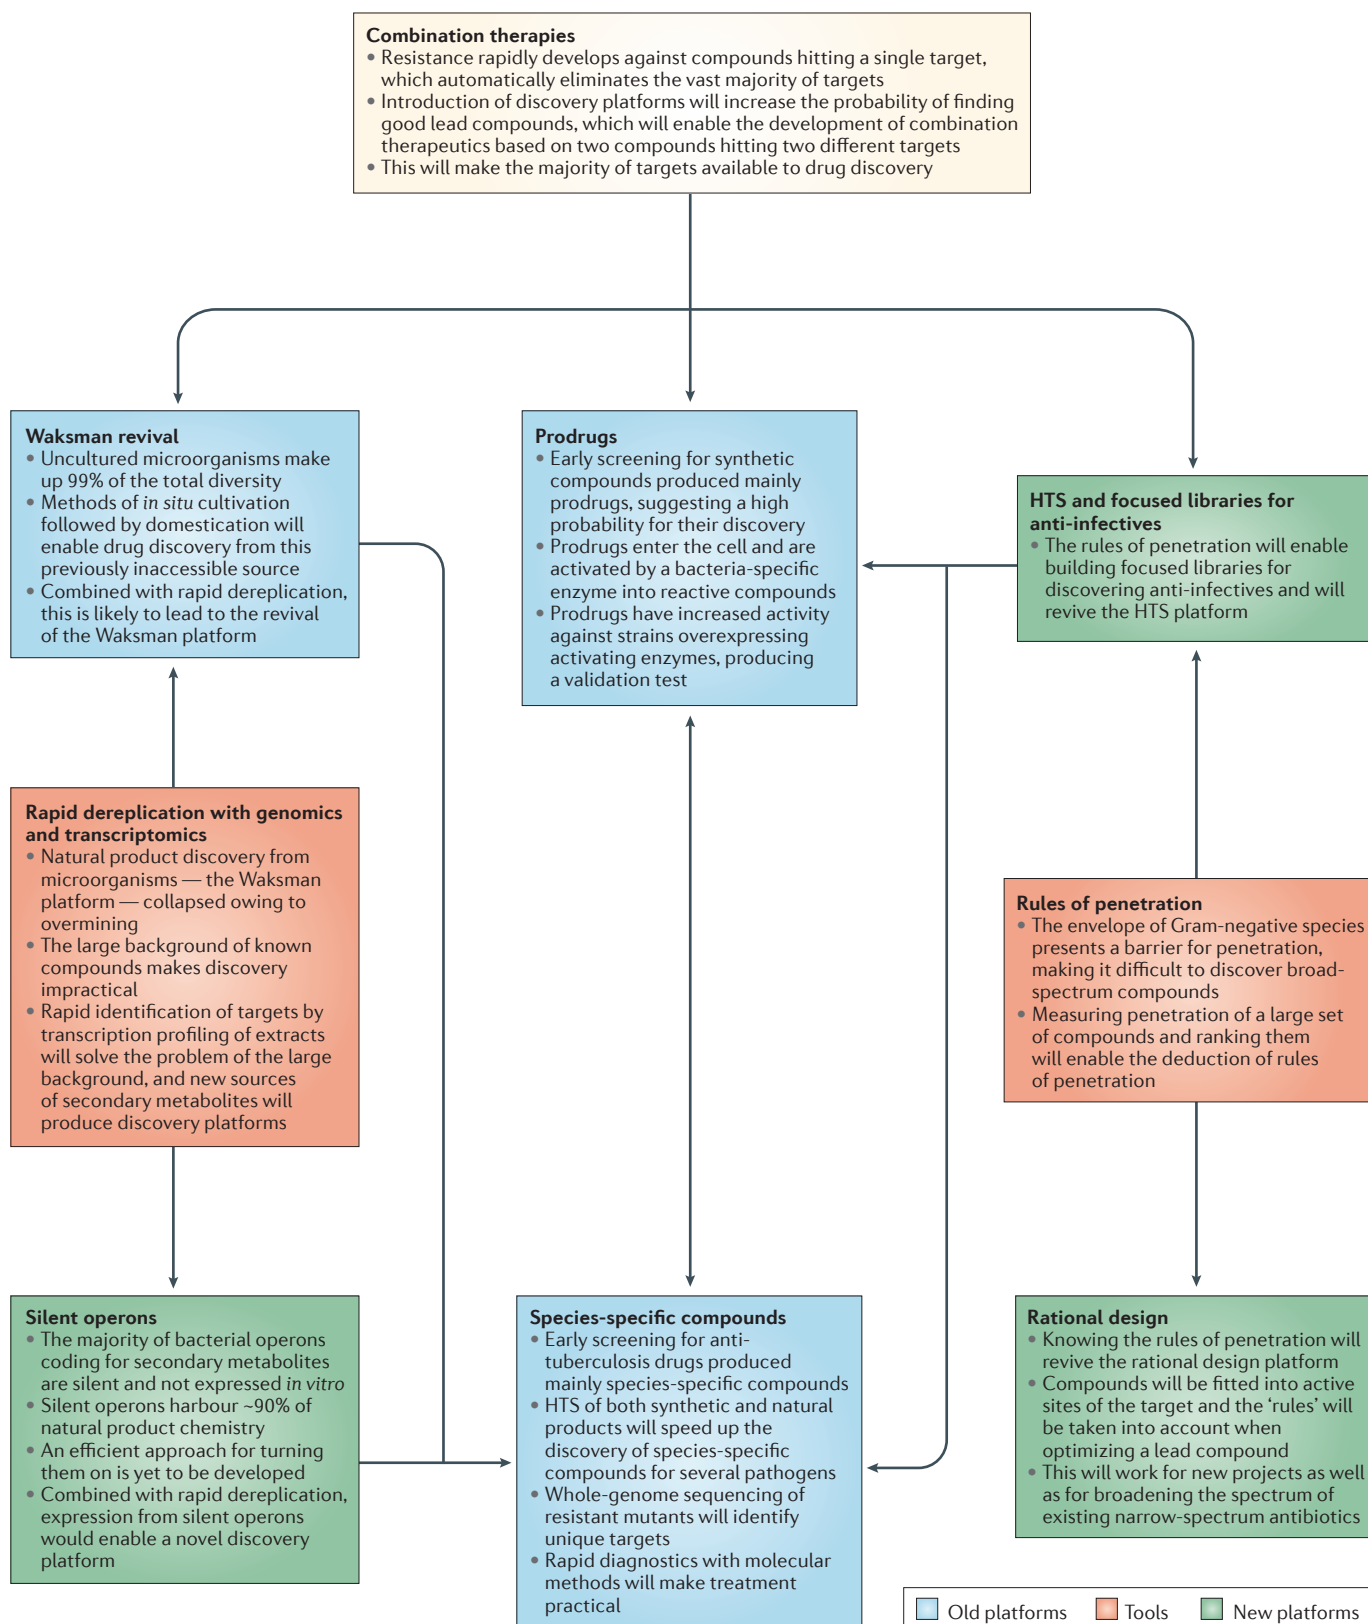 Combination therapies
• Resistance rapidly develops against compounds hitting a single target,
which automatically eliminates the vast majority of targets
• Introduction of discovery platforms will increase the probability of finding
good lead compounds, which will enable the development of combination
therapeutics based on two compounds hitting two different targets
• This will make the majority of targets available to drug discovery
Waksman revival
• Uncultured microorganisms make
up 99% of the total diversity
• Methods of in situ cultivation
followed by domestication will
enable drug discovery from this
previously inaccessible source
• Combined with rapid dereplication,
this is likely to lead to the revival
of the Waksman platform
Prodrugs
• Early screening for synthetic
compounds produced mainly
prodrugs, suggesting a high
probability for their discovery
• Prodrugs enter the cell and are
activated by a bacteria-specific
enzyme into reactive compounds
• Prodrugs have increased activity
against strains overexpressing
activating enzymes, producing
a validation test
HTS and focused libraries for
anti-infectives
• The rules of penetration will enable
building focused libraries for
discovering anti-infectives and will
revive the HTS platform
Rapid dereplication with genomics
and transcriptomics
• Natural product discovery from
microorganisms — the Waksman
platform — collapsed owing to
overmining
• The large background of known
compounds makes discovery
impractical
• Rapid identification of targets by
transcription profiling of extracts
will solve the problem of the large
background, and new sources
of secondary metabolites will
produce discovery platforms
Rules of penetration
• The envelope of Gram-negative species
presents a barrier for penetration,
making it difficult to discover broad-
spectrum compounds
• Measuring penetration of a large set
of compounds and ranking them
will enable the deduction of rules
of penetration
Silent operons
• The majority of bacterial operons
coding for secondary metabolites
are silent and not expressed in vitro
• Silent operons harbour ~90% of
natural product chemistry
• An efficient approach for turning
them on is yet to be developed
• Combined with rapid dereplication,
expression from silent operons
would enable a novel discovery
platform
Species-specific compounds
• Early screening for anti-
tuberculosis drugs produced
mainly species-specific compounds
• HTS of both synthetic and natural
products will speed up the
discovery of species-specific
compounds for several pathogens
• Whole-genome sequencing of
resistant mutants will identify
unique targets
• Rapid diagnostics with molecular
methods will make treatment
practical
Rational design
• Knowing the rules of penetration will
revive the rational design platform
• Compounds will be fitted into active
sites of the target and the ‘rules’ will
be taken into account when
optimizing a lead compound
• This will work for new projects as well
as for broadening the spectrum of
existing narrow-spectrum antibiotics
Old platforms Tools New platforms